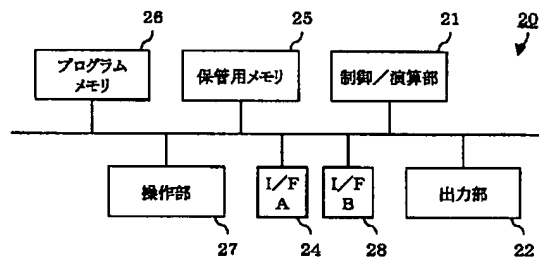 26
25
21
20
プログラム
メモリ
保管用メモリ
制御／演算部
操作部
I／F
A
I／F
B
出力部
27
24
28
22